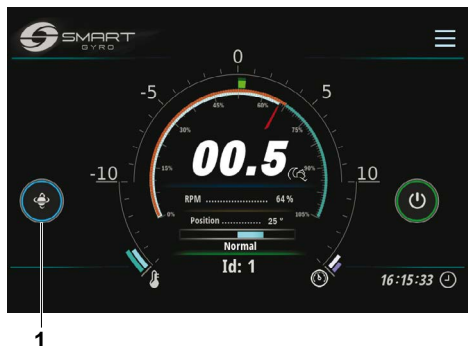 SMART
GYRO
0
-5
5
45%
60%
30%
75%
00.5
15%
90%
-10
10
RPM .................. 64 %
0%
105%
Position ............. 25 °
Normal
Id: 1
16:15:33
1